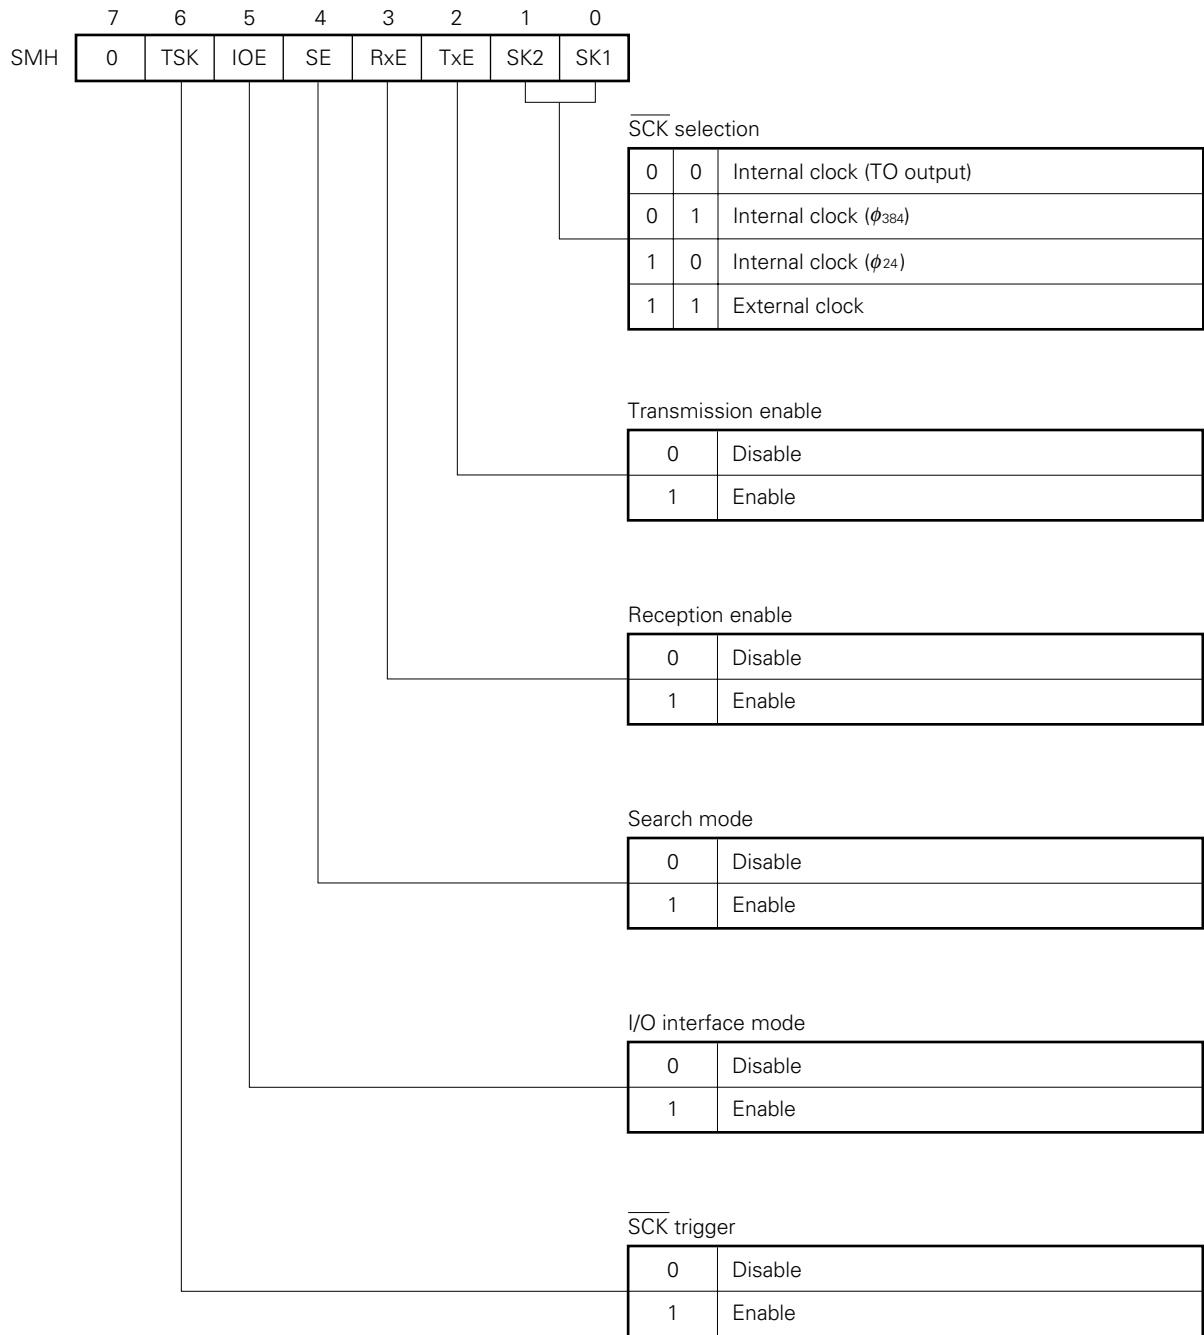 7 6 5 4 3 2 1 0
SMH 0 TSK IOE SE RxE TxE SK2 SK1
SCK selection
0 0 Internal clock (TO output)
0 1 Internal clock (ϕ384)
1 0 Internal clock (ϕ24)
1 1 External clock
Transmission enable
0 Disable
1 Enable
Reception enable
0 Disable
1 Enable
Search mode
0 Disable
1 Enable
I/O interface mode
0 Disable
1 Enable
SCK trigger
0 Disable
1 Enable